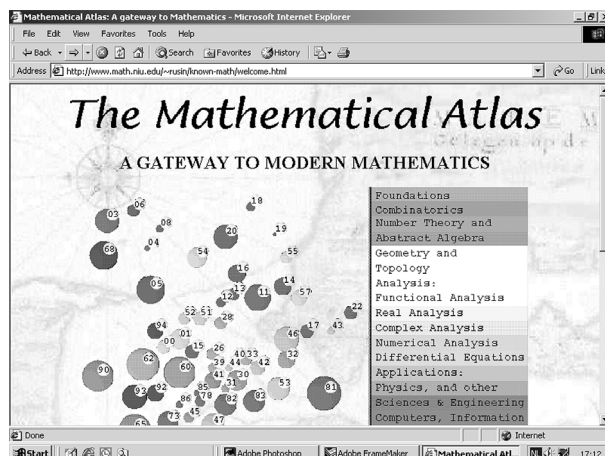 Mathematical Atlas: A gateway to Mathematics - Microsoft Internet Explorer
File Edit View Favorites Tools Help
Back Search Favorites History
Address http://www.math.niu.edu/~rusin/known-math/welcome.html Go Links
The Mathematical Atlas
A GATEWAY TO MODERN MATHEMATICS
Foundations
Combinatorics
Number Theory and
Abstract Algebra
Geometry and
Topology
Analysis:
Functional Analysis
Real Analysis
Complex Analysis
Numerical Analysis
Differential Equations
Applications:
Physics, and other
Sciences & Engineering
Computers, Information
18
06
03
08
20
19
04
68
54
55
16
14
05
13
12
11
57
22
52 51
28
94
01
46
17
43
00
15
26
40 33
32
62
39 44 42
90
60
41 30
31
53
81
93 92
85
86 78
82
83
73
45
47
65
Done Internet
Start Adobe Photoshop Adobe FrameMaker Mathematical Atl... NL 17:12